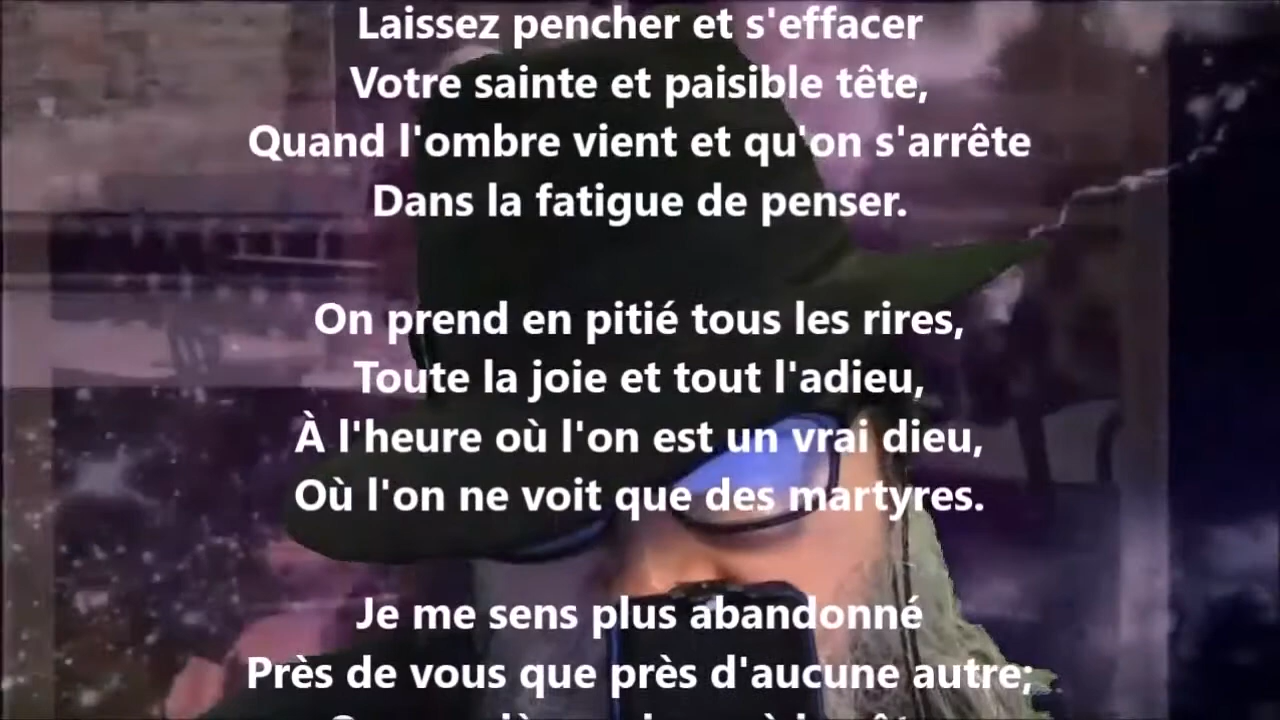 Laissez pencher et s'effacer
Votre sainte et paisible tête,
Quand l'ombre vient et qu'on s'arrête
Dans la fatigue de penser.
On prend en pitié tous les rires,
Toute la joie et tout l'adieu,
À l'heure où l'on est un vrai dieu,
Où l'on ne voit que des martyres.
Je me sens plus abandonné
Près de vous que près d'aucune autre;